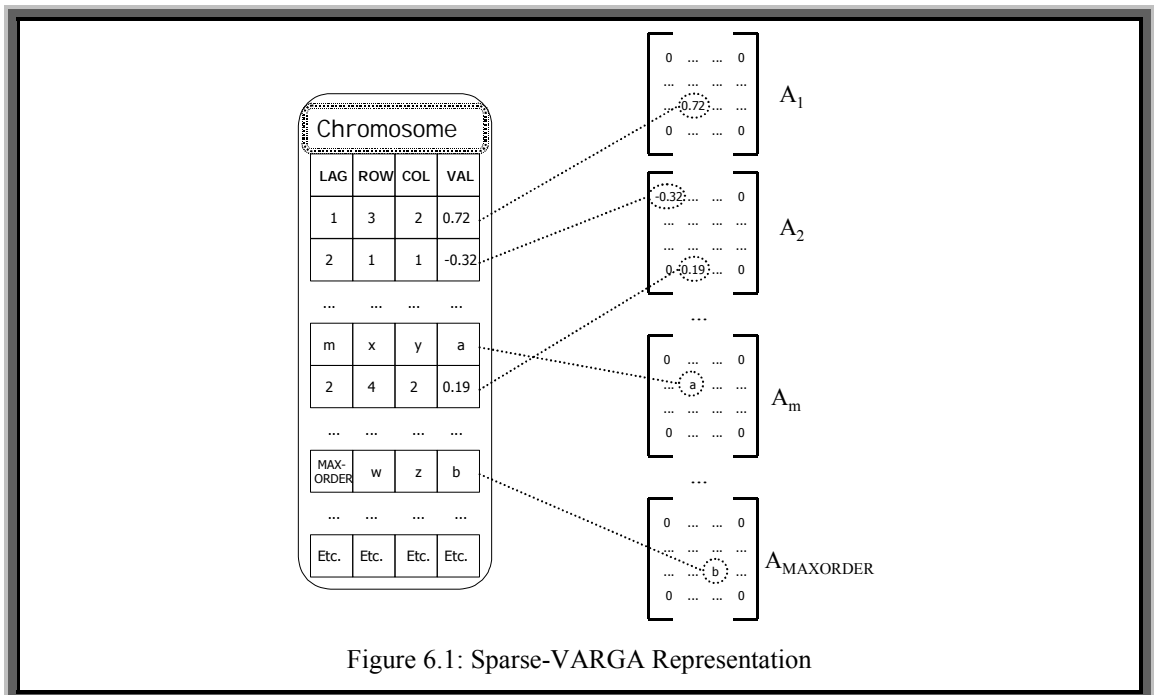 Chromosome
LAG ROW COL VAL
1 3 2 0.72
2 1 1 -0.32
... ... ... ...
m x y a
2 4 2 0.19
... ... ... ...
MAX-
ORDER w z b
... ... ... ...
Etc. Etc. Etc. Etc.
0 ... ... 0
... ... ... ...
... 0.72 ... ...
0 ... ... 0
A1
-0.32 ... ... 0
... ... ... ...
... ... ... ...
0 -0.19 ... 0
A2
...
0 ... ... 0
... a ... ...
... ... ... ...
0 ... ... 0
Am
...
0 ... ... 0
... ... ... ...
... ... b ...
0 ... ... 0
AMAXORDER
Figure 6.1: Sparse-VARGA Representation